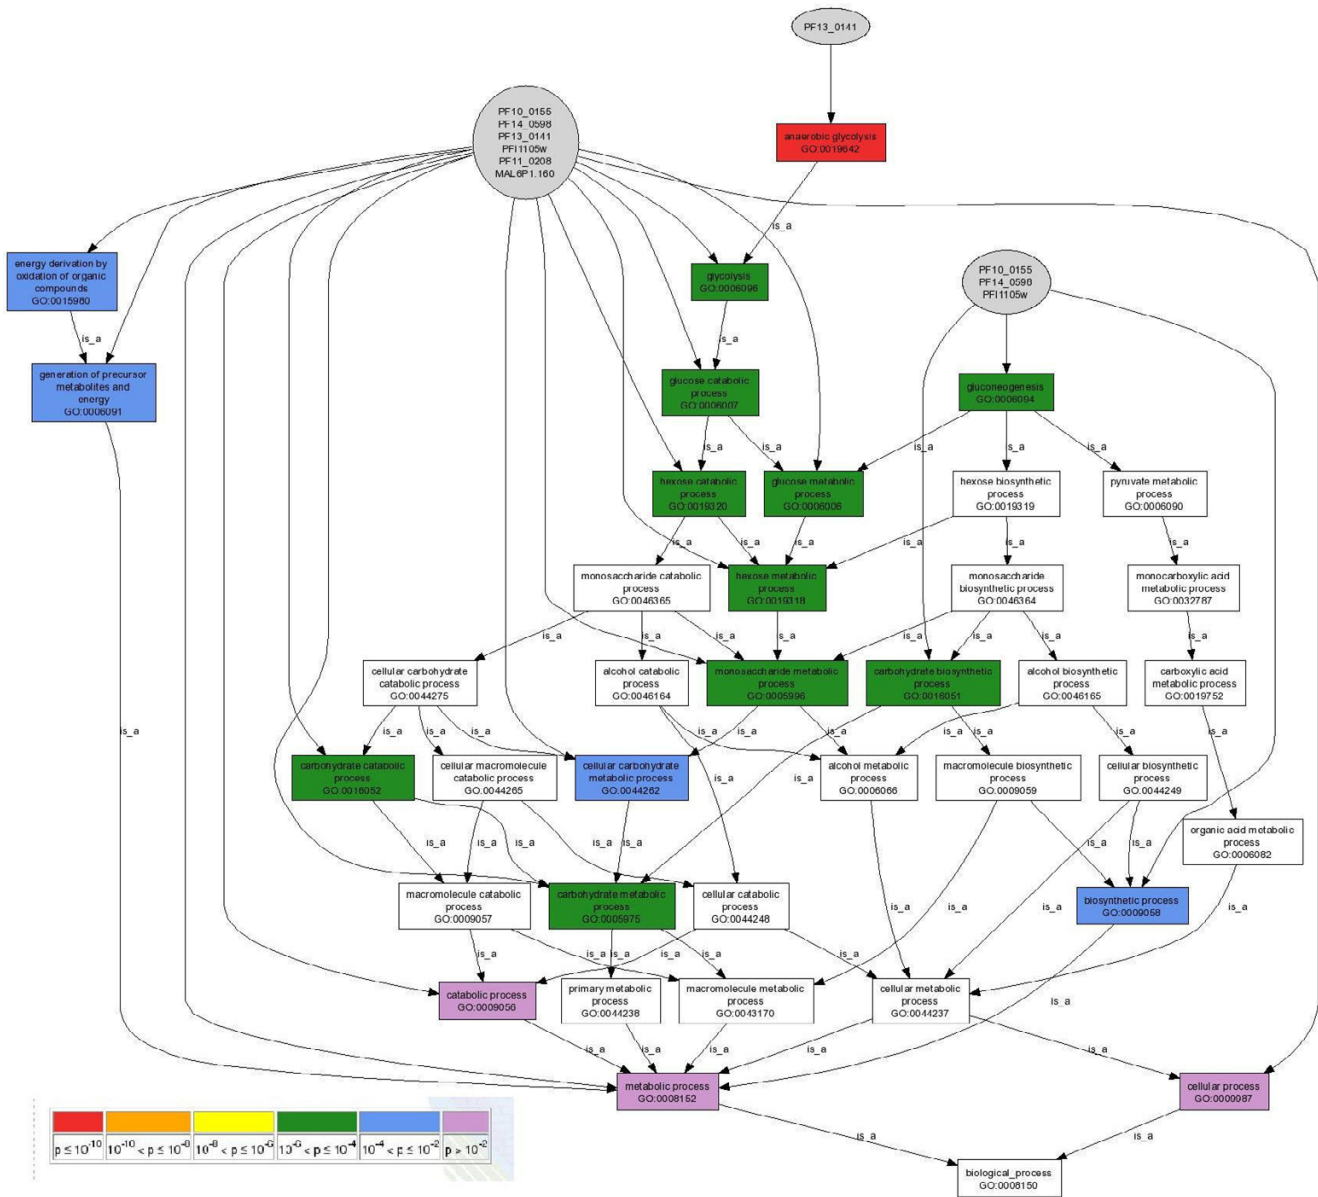 PF13_0141
PF10_0155
PF14_0598
PF13_0141
PFI1105w
PF11_0208
MAL6P1.160
anaerobic glycolysis
GO:0019642
is_a
energy derivation by
oxidation of organic
compounds
GO:0015980
glycolysis
GO:0006096
PF10_0155
PF14_0598
PFI1105w
is_a
is_a
generation of precursor
metabolites and
energy
GO:0006091
glucose catabolic
process
GO:0006007
gluconeogenesis
GO:0006094
is_a
is_a
is_a
is_a
is_a
hexose catabolic
process
GO:0019320
glucose metabolic
process
GO:0006006
hexose biosynthetic
process
GO:0019319
pyruvate metabolic
process
GO:0006090
is_a
is_a
is_a
is_a
is_a
is_a
monosaccharide catabolic
process
GO:0046365
hexose metabolic
process
GO:0019318
monosaccharide
biosynthetic process
GO:0046364
monocarboxylic acid
metabolic process
GO:0032787
is_a
is_a
is_a
is_a
is_a
is_a
is_a
is_a
cellular carbohydrate
catabolic process
GO:0044275
alcohol catabolic
process
GO:0046164
monosaccharide metabolic
process
GO:0005996
carbohydrate biosynthetic
process
GO:0016051
alcohol biosynthetic
process
GO:0046165
carboxylic acid
metabolic process
GO:0019752
is_a
is_a
is_a
is_a
is_a
is_a
is_a
is_a
is_a
is_a
is_a
is_a
is_a
is_a
carbohydrate catabolic
process
GO:0016052
cellular macromolecule
catabolic process
GO:0044265
cellular carbohydrate
metabolic process
GO:0044262
alcohol metabolic
process
GO:0006066
macromolecule biosynthetic
process
GO:0009059
cellular biosynthetic
process
GO:0044249
organic acid metabolic
process
GO:0006082
is_a
is_a
is_a
is_a
is_a
is_a
is_a
macromolecule catabolic
process
GO:0009057
carbohydrate metabolic
process
GO:0005975
cellular catabolic
process
GO:0044248
biosynthetic process
GO:0009058
is_a
is_a
is_a
is_a
is_a
is_a
is_a
is_a
is_a
is_a
is_a
catabolic process
GO:0009056
primary metabolic
process
GO:0044238
macromolecule metabolic
process
GO:0043170
cellular metabolic
process
GO:0044237
is_a
is_a
is_a
is_a
is_a
is_a
metabolic process
GO:0008152
cellular process
GO:0009987
is_a
is_a
biological_process
GO:0008150
p ≤ 10^-10
10^-10 < p ≤ 10^-8
10^-8 < p ≤ 10^-6
10^-6 < p ≤ 10^-4
10^-4 < p ≤ 10^-2
p > 10^-2